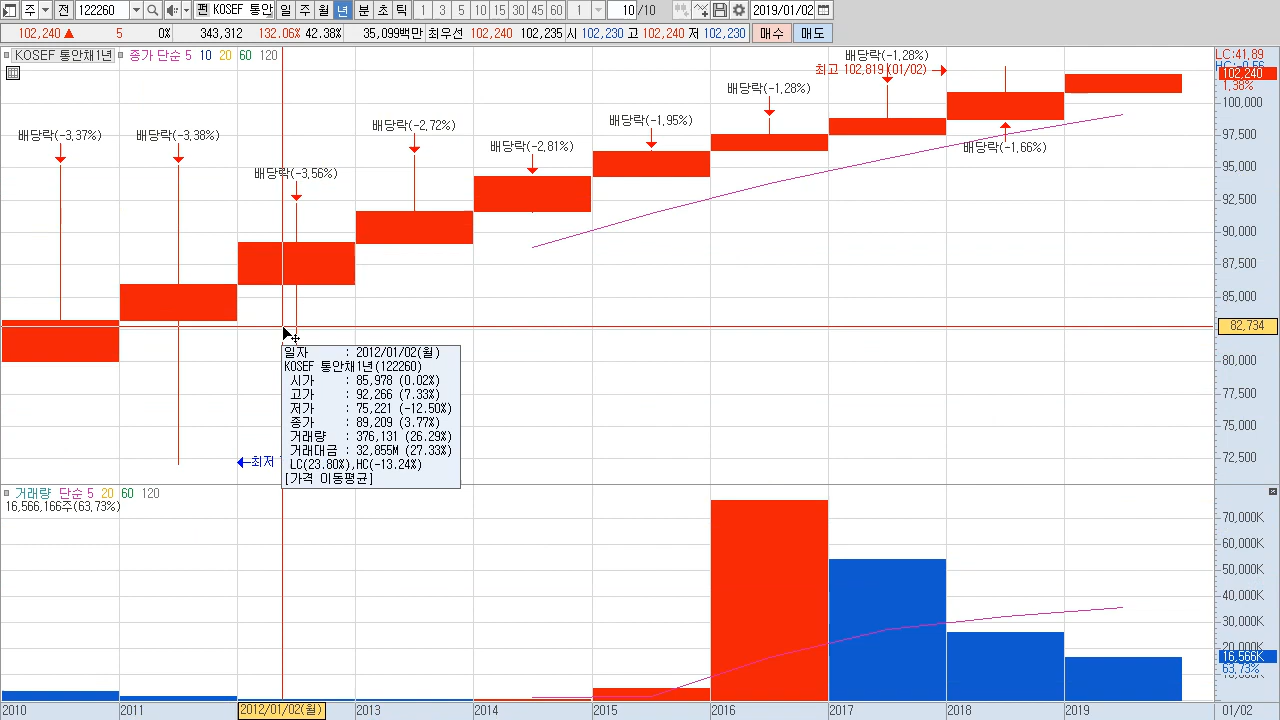 주 전 122260 펀 KOSEF 통안 일 주 월 년 분 초 틱 1 3 5 10 15 30 45 60 1 10 /10 2019/01/02
102,240 ▲ 5 0% 343,312 132.06% 42.38% 35,099백만 최우선 102,240 102,235 시 102,230 고 102,240 저 102,230 매수 매도
KOSEF 통안채1년 종가 단순 5 10 20 60 120
LC:41.89
102,240
1.38%
배당락(-1.28%)
최고 102,819 (01/02)
배당락(-1.28%)
배당락(-1.95%)
배당락(-2.72%)
배당락(-3.37%)
배당락(-3.38%)
배당락(-2.81%)
배당락(-1.66%)
배당락(-3.56%)
100,000
97,500
95,000
92,500
90,000
87,500
85,000
82,734
80,000
77,500
75,000
72,500
최저
일자 : 2012/01/02(월)
KOSEF 통안채1년(122260)
시가 : 85,978 (0.02%)
고가 : 92,266 (7.33%)
저가 : 75,221 (-12.50%)
종가 : 89,209 (3.77%)
거래량 : 376,131 (26.29%)
거래대금 : 32,855M (27.33%)
LC(23.80%),HC(-13.24%)
[가격 이동평균]
거래량 단순 5 20 60 120
16,566,166주(63.73%)
70,000K
60,000K
50,000K
40,000K
30,000K
20,000K
16,566K
63.73%
2010 2011 2012/01/02(월) 2013 2014 2015 2016 2017 2018 2019 01/02